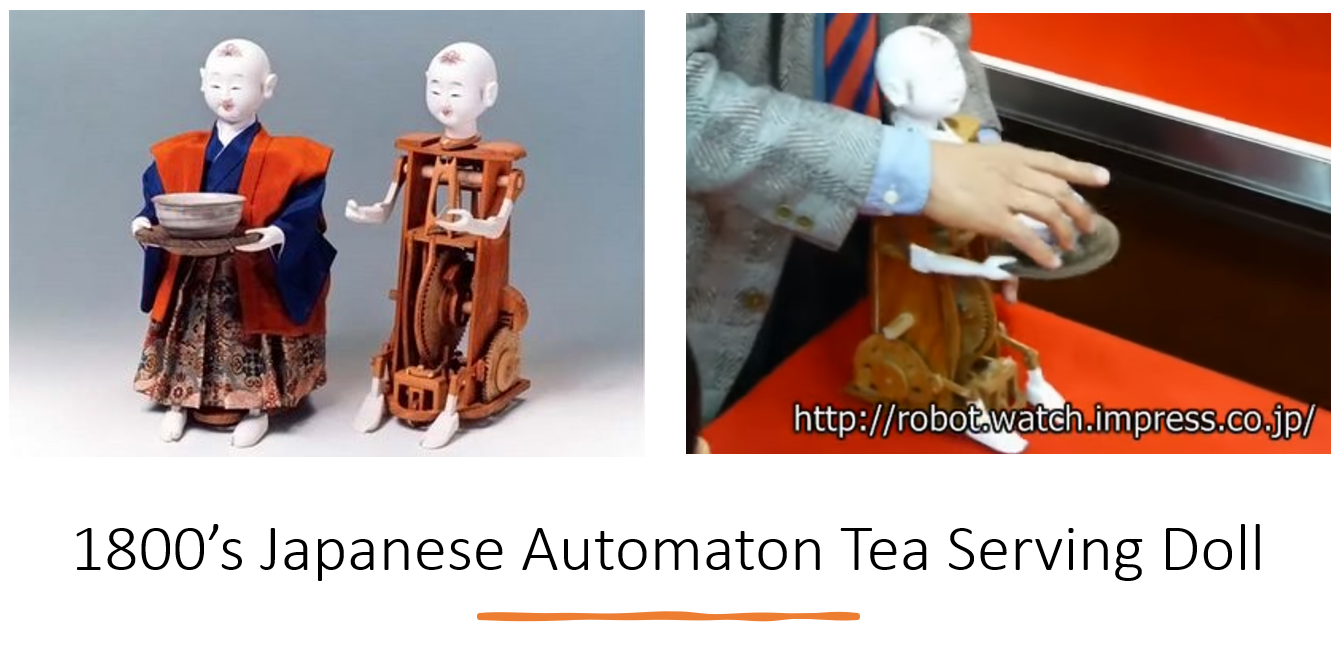 http://robot.watch.impress.co.jp/
1800’s Japanese Automaton Tea Serving Doll